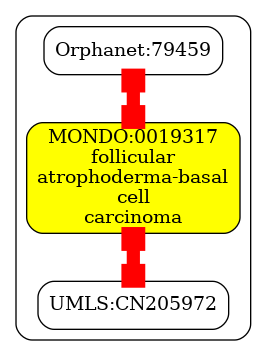 Orphanet:79459
MONDO:0019317
follicular
atrophoderma-basal
cell
carcinoma
UMLS:CN205972